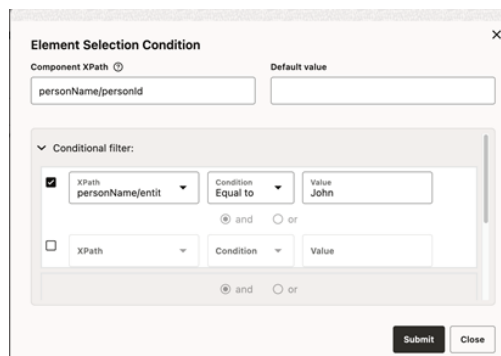 Element Selection Condition
Component XPath
Default value
personName/personId
Conditional filter:
XPath
personName/entit
Condition
Equal to
Value
John
and or
XPath
Condition
Value
and or
Submit
Close